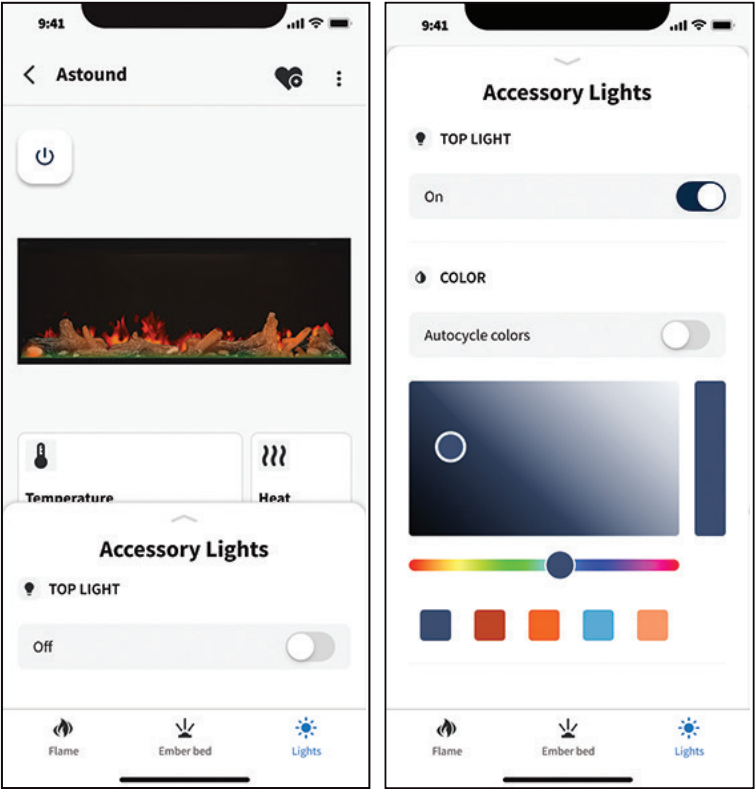 9:41
Astound
Temperature
Heat
Accessory Lights
TOP LIGHT
Off
Flame
Ember bed
Lights
9:41
Accessory Lights
TOP LIGHT
On
COLOR
Autocycle colors
Flame
Ember bed
Lights